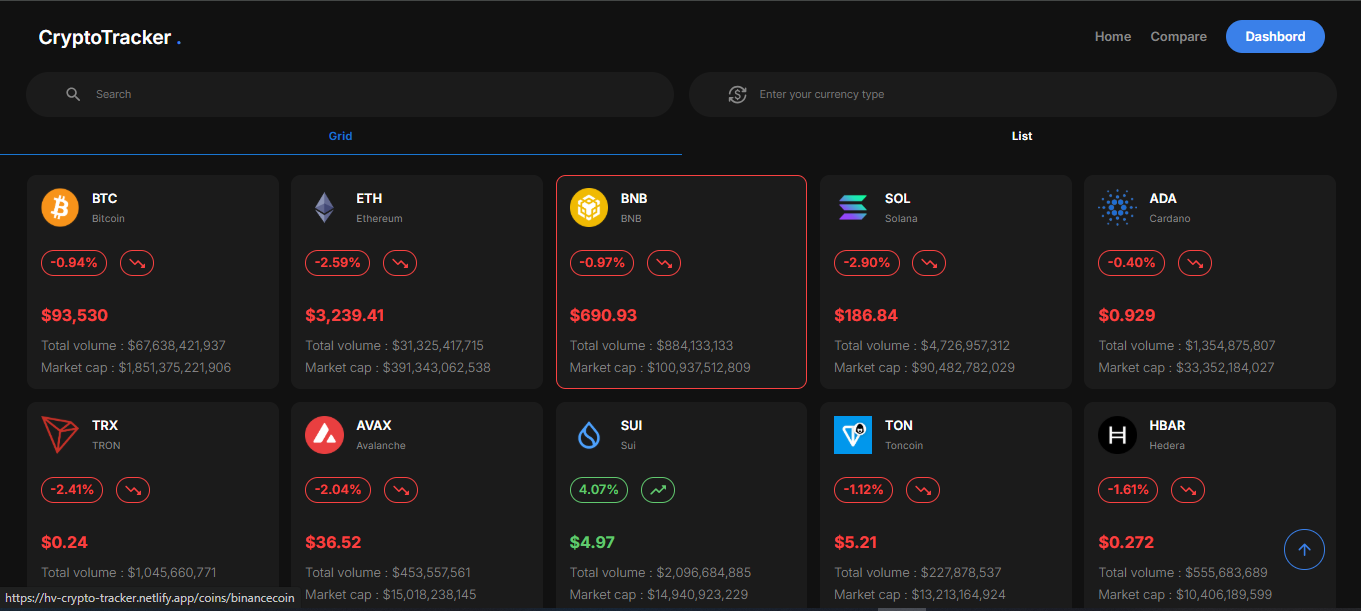 CryptoTracker .
Home Compare Dashbord
Search
Enter your currency type
Grid List
BTC
Bitcoin
-0.94%
$93,530
Total volume : $67,638,421,937
Market cap : $1,851,375,221,906
ETH
Ethereum
-2.59%
$3,239.41
Total volume : $31,325,417,715
Market cap : $391,343,062,538
BNB
BNB
-0.97%
$690.93
Total volume : $884,133,133
Market cap : $100,937,512,809
SOL
Solana
-2.90%
$186.84
Total volume : $4,726,957,312
Market cap : $90,482,782,029
ADA
Cardano
-0.40%
$0.929
Total volume : $1,354,875,807
Market cap : $33,352,184,027
TRX
TRON
-2.41%
$0.24
Total volume : $1,045,660,771
AVAX
Avalanche
-2.04%
$36.52
Total volume : $453,557,561
Market cap : $15,018,238,145
SUI
Sui
4.07%
$4.97
Total volume : $2,096,684,885
Market cap : $14,940,923,229
TON
Toncoin
-1.12%
$5.21
Total volume : $227,878,537
Market cap : $13,213,164,924
HBAR
Hedera
-1.61%
$0.272
Total volume : $555,683,689
Market cap : $10,406,189,599
https://hv-crypto-tracker.netlify.app/coins/binancecoin